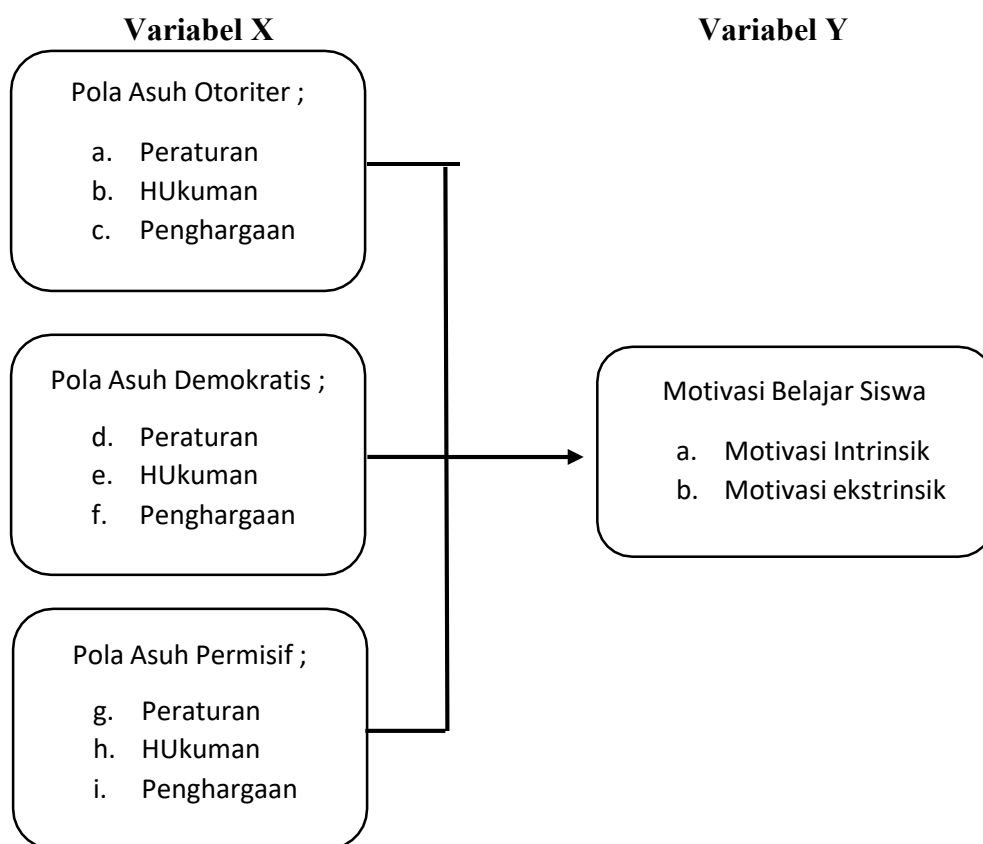 Variabel X
Variabel Y
Pola Asuh Otoriter ;
a. Peraturan
b. HUkuman
c. Penghargaan
Pola Asuh Demokratis ;
d. Peraturan
e. HUkuman
f. Penghargaan
Motivasi Belajar Siswa
a. Motivasi Intrinsik
b. Motivasi ekstrinsik
Pola Asuh Permisif ;
g. Peraturan
h. HUkuman
i. Penghargaan